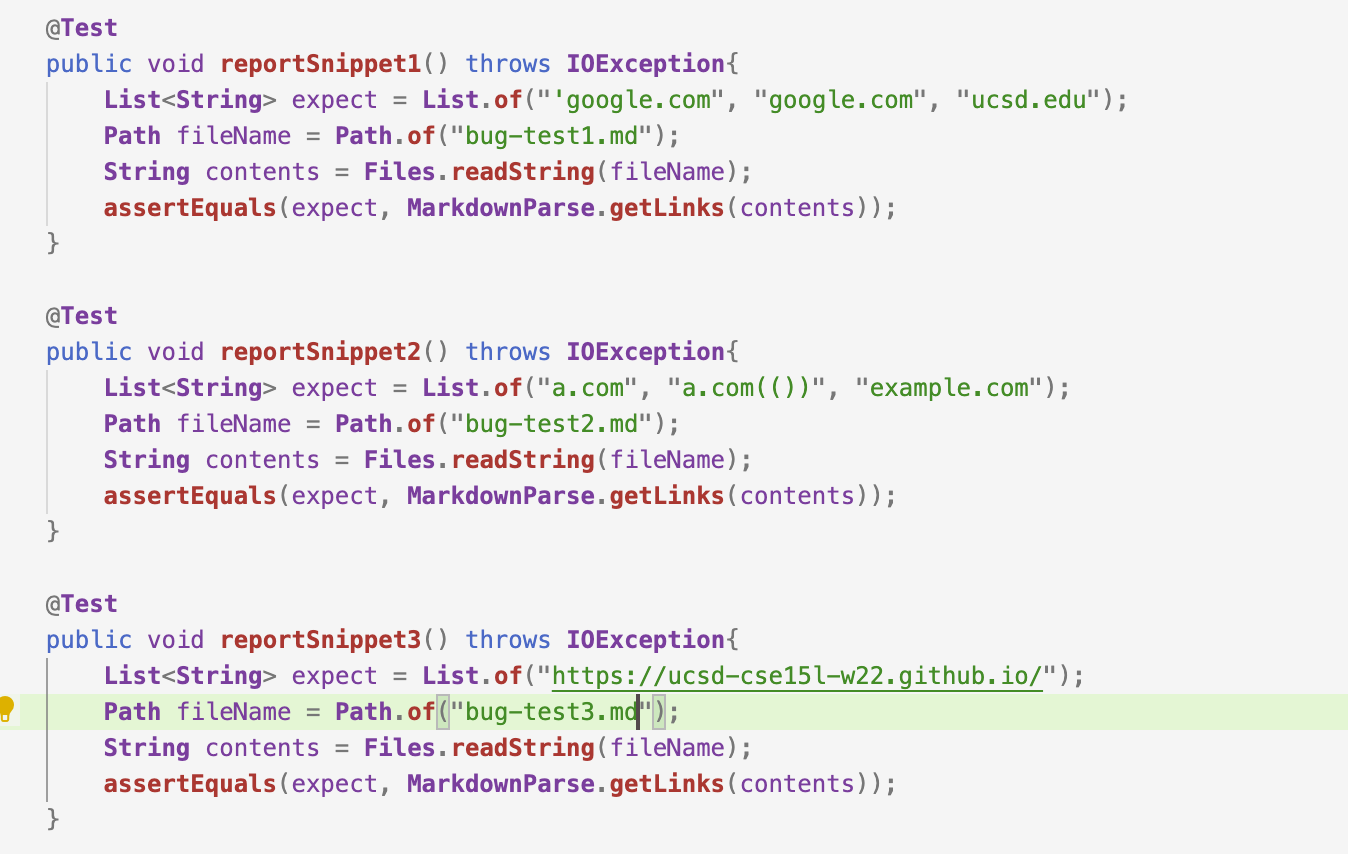 @Test
public void reportSnippet1() throws IOException{
    List<String> expect = List.of("'google.com", "google.com", "ucsd.edu");
    Path fileName = Path.of("bug-test1.md");
    String contents = Files.readString(fileName);
    assertEquals(expect, MarkdownParse.getLinks(contents));
}
@Test
public void reportSnippet2() throws IOException{
    List<String> expect = List.of("a.com", "a.com(())", "example.com");
    Path fileName = Path.of("bug-test2.md");
    String contents = Files.readString(fileName);
    assertEquals(expect, MarkdownParse.getLinks(contents));
}
@Test
public void reportSnippet3() throws IOException{
    List<String> expect = List.of("https://ucsd-cse15l-w22.github.io/");
    Path fileName = Path.of("bug-test3.md");
    String contents = Files.readString(fileName);
    assertEquals(expect, MarkdownParse.getLinks(contents));
}